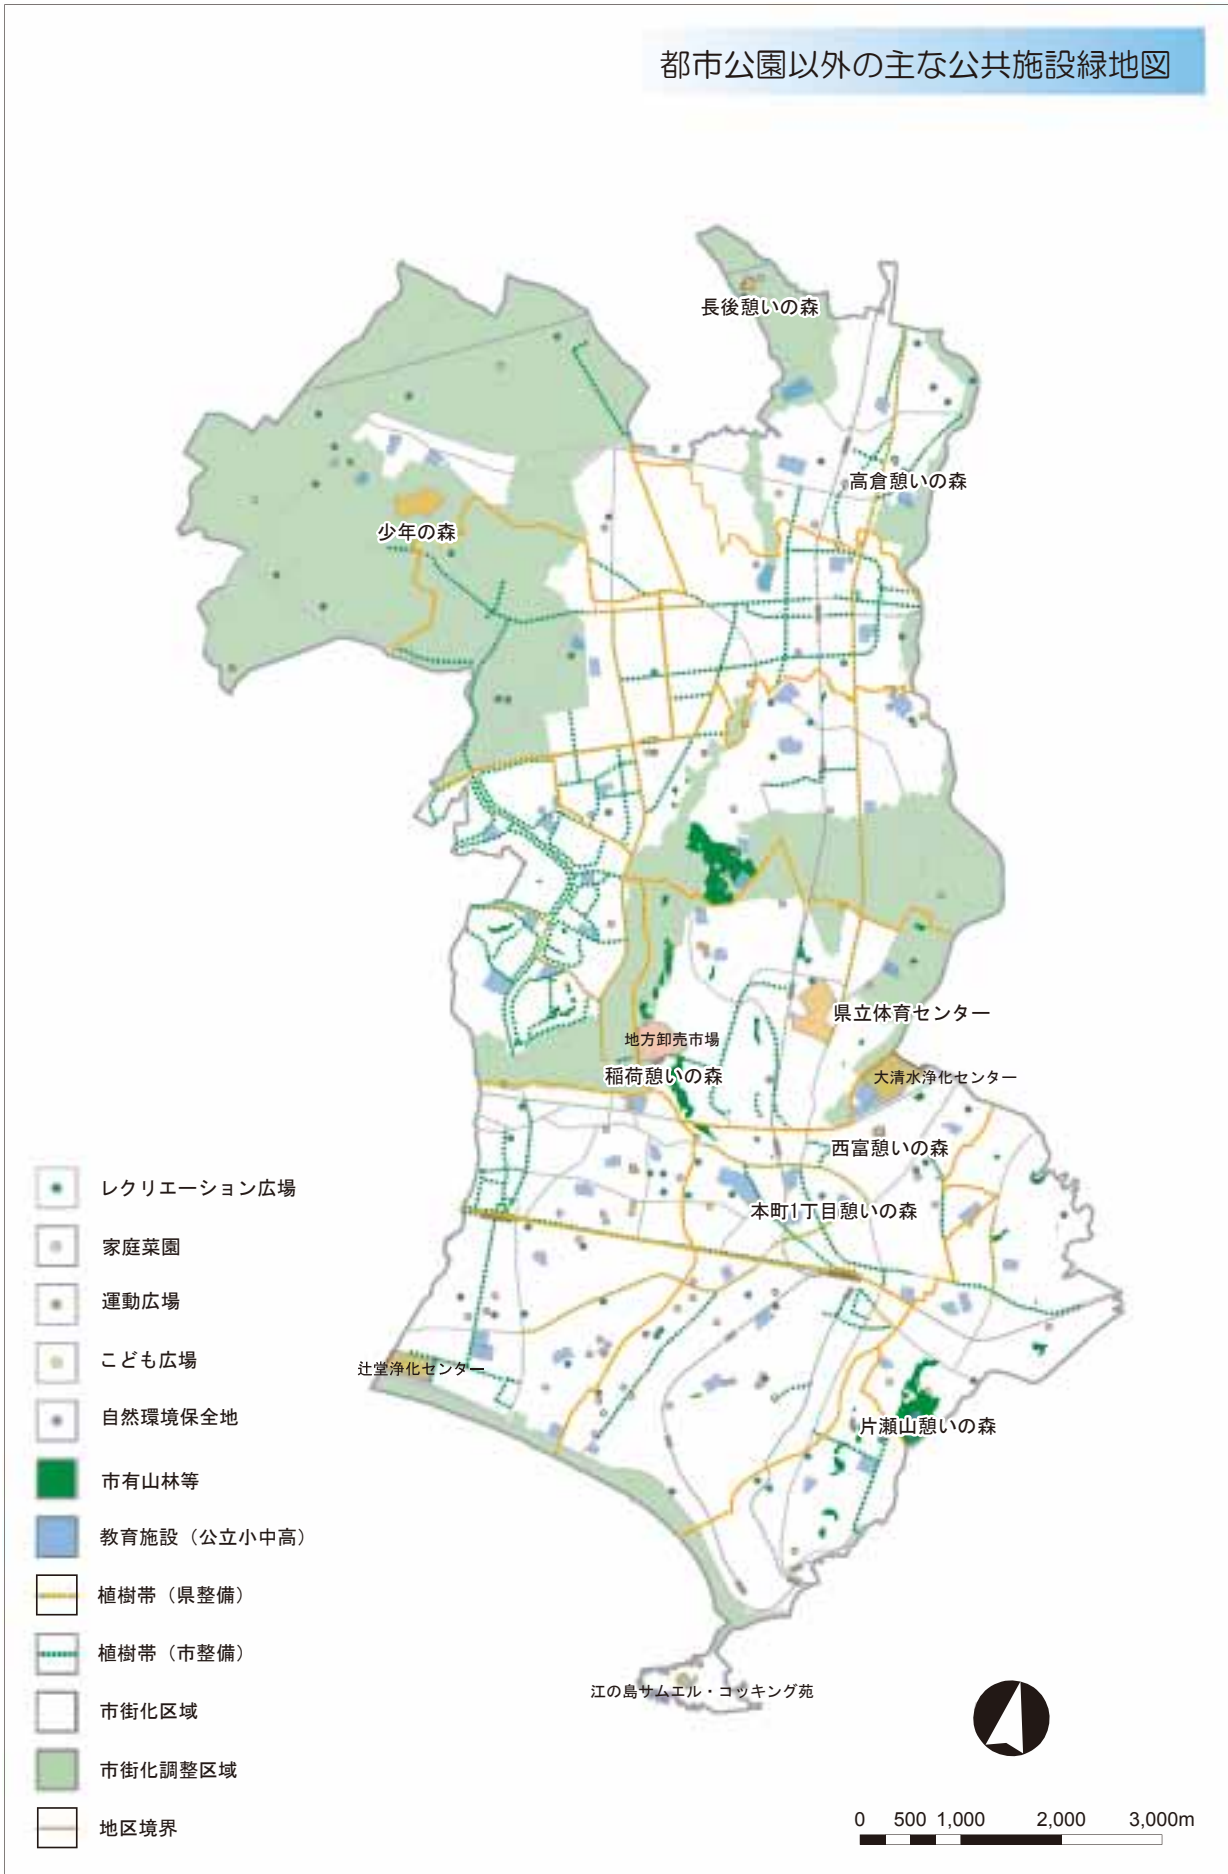 都市公園以外の主な公共施設緑地図
長後憩いの森
高倉憩いの森
少年の森
県立体育センター
地方卸売市場
稲荷憩いの森
大清水浄化センター
西富憩いの森
本町1丁目憩いの森
辻堂浄化センター
片瀬山憩いの森
江の島サムエル・コッキング苑
レクリエーション広場
家庭菜園
運動広場
こども広場
自然環境保全地
市有山林等
教育施設（公立小中高）
植樹帯（県整備）
植樹帯（市整備）
市街化区域
市街化調整区域
地区境界
0 500 1,000 2,000 3,000m